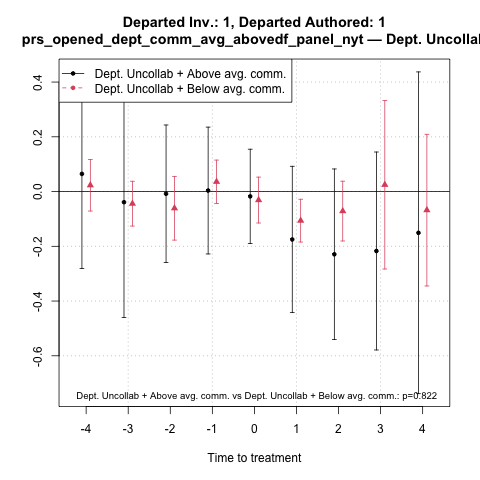 Departed Inv.: 1, Departed Authored: 1
prs_opened_dept_comm_avg_abovedf_panel_nyt — Dept. Uncollab
Dept. Uncollab + Above avg. comm.
Dept. Uncollab + Below avg. comm.
0.4
0.2
0.0
-0.2
-0.4
-0.6
Dept. Uncollab + Above avg. comm. vs Dept. Uncollab + Below avg. comm.: p=0.822
-4 -3 -2 -1 0 1 2 3 4
Time to treatment